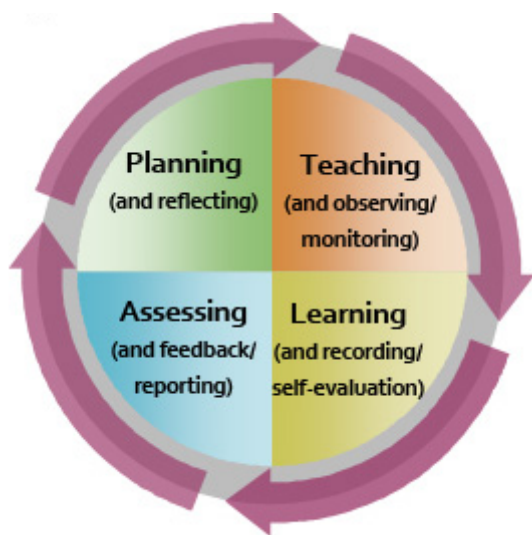 Planning
(and reflecting)
Teaching
(and observing/
monitoring)
Assessing
(and feedback/
reporting)
Learning
(and recording/
self-evaluation)